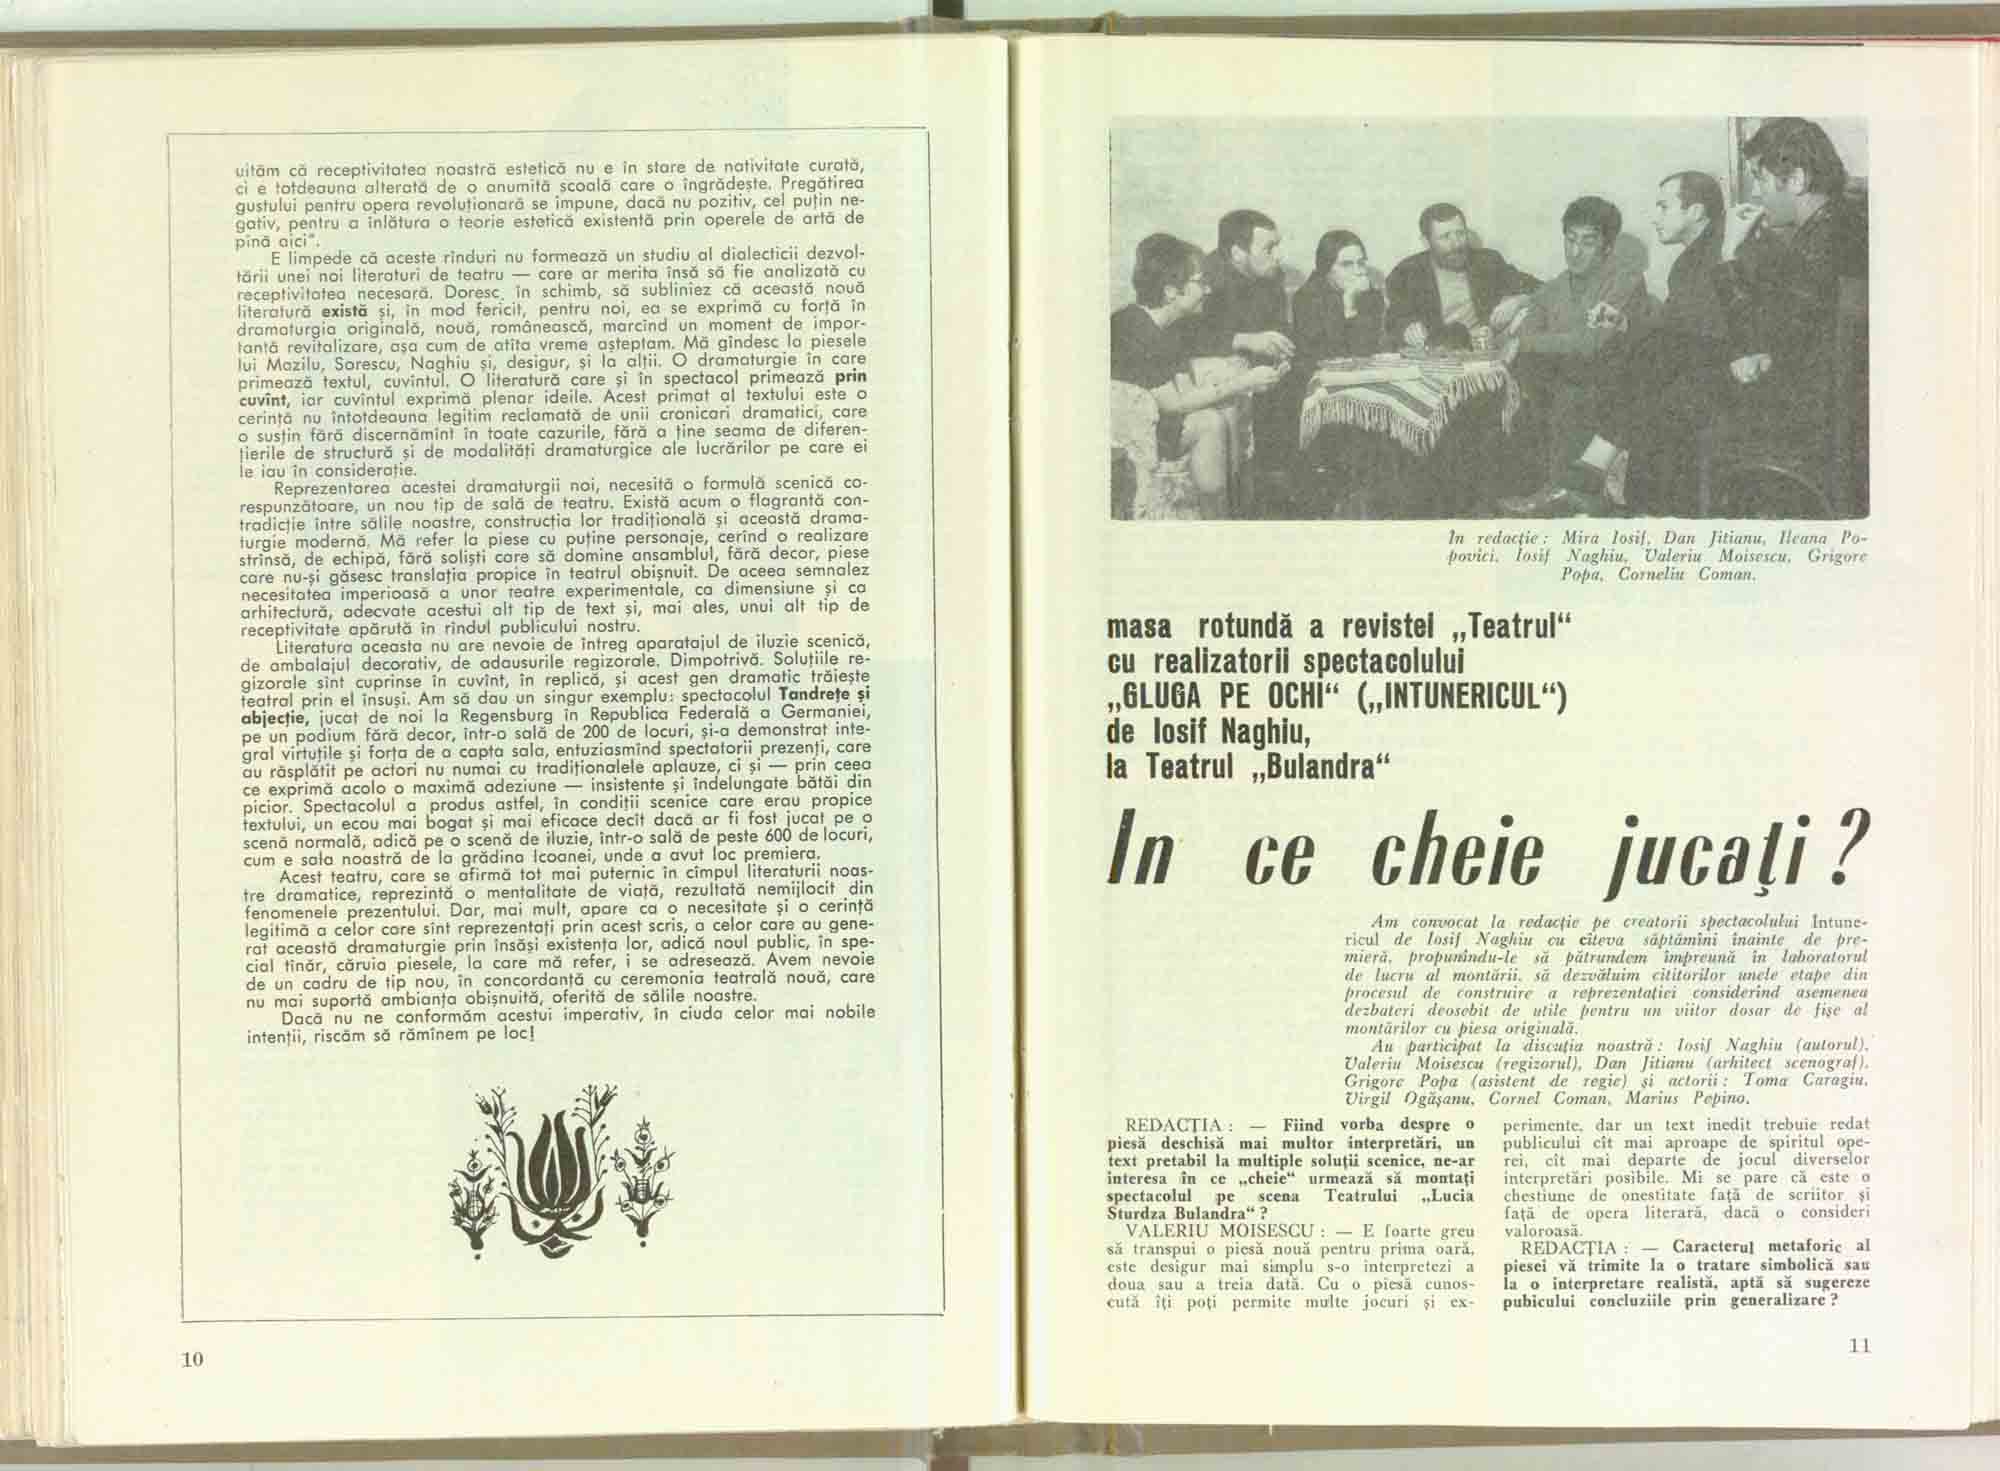 uităm că receptivitatea noastră estetică nu e în stare de nativitate curată,
ci e totdeauna alterată de o anumită școală care o îngrădește. Pregătirea
gustului pentru opera revoluționară se impune, dacă nu pozitiv, cel puțin ne-
gativ, pentru a înlătura o teorie estetică existentă prin operele de artă de
pînă aici".
E limpede că aceste rînduri nu formează un studiu al dialecticii dezvol-
tării unei noi literaturi de teatru — care ar merita însă să fie analizată cu
receptivitatea necesară. Doresc, în schimb, să subliniez că această nouă
literatură există și, în mod fericit, pentru noi, ea se exprimă cu forță în
dramaturgia originală, nouă, românească, marcînd un moment de impor-
tantă revitalizare, așa cum de atîta vreme așteptam. Mă gîndesc la piesele
lui Mazilu, Sorescu, Naghiu și, desigur, și la alții. O dramaturgie în care
primează textul, cuvîntul. O literatură care și în spectacol primează prin
cuvînt, iar cuvîntul exprimă plenar ideile. Acest primat al textului este o
cerință nu întotdeauna legitim reclamată de unii cronicari dramatici, care
o susțin fără discernămînt în toate cazurile, fără a ține seama de diferen-
țierile de structură și de modalități dramaturgice ale lucrărilor pe care ei
le iau în considerație.
Reprezentarea acestei dramaturgii noi, necesită o formulă scenică co-
respunzătoare, un nou tip de sală de teatru. Există acum o flagrantă con-
tradicție între sălile noastre, construcția lor tradițională și această drama-
turgie modernă. Mă refer la piese cu puține personaje, cerînd o realizare
strînsă, de echipă, fără soliști care să domine ansamblul, fără decor, piese
care nu-și găsesc translația propice în teatrul obișnuit. De aceea semnalez
necesitatea imperioasă a unor teatre experimentale, ca dimensiune și ca
arhitectură, adecvate acestui alt tip de text și, mai ales, unui alt tip de
receptivitate apărută în rîndul publicului nostru.
Literatura aceasta nu are nevoie de întreg aparatajul de iluzie scenică,
de ambalajul decorativ, de adausurile regizorale. Dimpotrivă. Soluțiile re-
gizorale sînt cuprinse în cuvînt, în replică, și acest gen dramatic trăiește
teatral prin el însuși. Am să dau un singur exemplu: spectacolul Tandrețe și
abjecție, jucat de noi la Regensburg în Republica Federală a Germaniei,
pe un podium fără decor, într-o sală de 200 de locuri, și-a demonstrat inte-
gral virtuțile și forța de a capta sala, entuziasmînd spectatorii prezenți, care
au răsplătit pe actori nu numai cu tradiționalele aplauze, ci și — prin ceea
ce exprimă acolo o maximă adeziune — insistente și îndelungate bătăi din
picior. Spectacolul a produs astfel, în condiții scenice care erau propice
textului, un ecou mai bogat și mai eficace decît dacă ar fi fost jucat pe o
scenă normală, adică pe o scenă de iluzie, într-o sală de peste 600 de locuri,
cum e sala noastră de la grădina Icoanei, unde a avut loc premiera.
Acest teatru, care se afirmă tot mai puternic în cîmpul literaturii noas-
tre dramatice, reprezintă o mentalitate de viață, rezultată nemijlocit din
fenomenele prezentului. Dar, mai mult, apare ca o necesitate și o cerință
legitimă a celor care sînt reprezentați prin acest scris, a celor care au gene-
rat această dramaturgie prin însăși existența lor, adică noul public, în spe-
cial tînăr, căruia piesele, la care mă refer, i se adresează. Avem nevoie
de un cadru de tip nou, în concordanță cu ceremonia teatrală nouă, care
nu mai suportă ambianța obișnuită, oferită de sălile noastre.
Dacă nu ne conformăm acestui imperativ, în ciuda celor mai nobile
intenții, riscăm să rămînem pe loc!
10
In redacție: Mira Iosif, Dan Jitianu, Ileana Po-
povici, Iosif Naghiu, Valeriu Moisescu, Grigore
Popa, Corneliu Coman.
masa rotundă a revistei „Teatrul“
cu realizatorii spectacolului
„GLUGA PE OCHI“ („INTUNERICUL“)
de Iosif Naghiu,
la Teatrul „Bulandra“
In ce cheie jucați?
Am convocat la redacție pe creatorii spectacolului Intune-
ricul de Iosif Naghiu cu cîteva săptămîni înainte de pre-
mieră, propunîndu-le să pătrundem împreună în laboratorul
de lucru al montării, să dezvăluim cititorilor unele etape din
procesul de construire a reprezentației considerînd asemenea
dezbateri deosebit de utile pentru un viitor dosar de fișe al
montărilor cu piesa originală.
Au participat la discuția noastră: Iosif Naghiu (autorul),
Valeriu Moisescu (regizorul), Dan Jitianu (arhitect scenograf),
Grigore Popa (asistent de regie) și actorii: Toma Caragiu,
Virgil Ogășanu, Cornel Coman, Marius Pepino.
REDACȚIA: — Fiind vorba despre o
piesă deschisă mai multor interpretări, un
text pretabil la multiple soluții scenice, ne-ar
interesa în ce „cheie“ urmează să montați
spectacolul pe scena Teatrului „Lucia
Sturdza Bulandra“?
VALERIU MOISESCU: — E foarte greu
să transpui o piesă nouă pentru prima oară,
este desigur mai simplu s-o interpretezi a
doua sau a treia dată. Cu o piesă cunos-
cută îți poți permite multe jocuri și ex-
perimente, dar un text inedit trebuie redat
publicului cît mai aproape de spiritul ope-
rei, cît mai departe de jocul diverselor
interpretări posibile. Mi se pare că este o
chestiune de onestitate față de scriitor și
față de opera literară, dacă o consideri
valoroasă.
REDACȚIA: — Caracterul metaforic al
piesei vă trimite la o tratare simbolică sau
la o interpretare realistă, aptă să sugereze
pubicului concluziile prin generalizare?
11